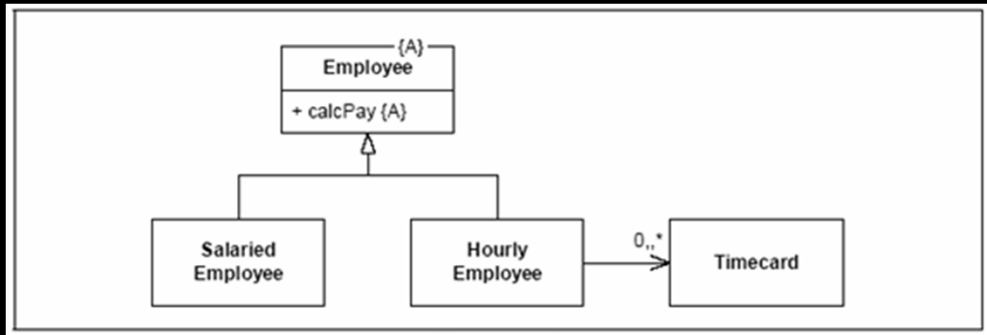 {A}
Employee
+ calcPay {A}
Salaried
Employee
Hourly
Employee
0,,*
Timecard